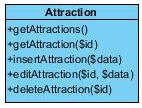 Attraction
+getAttractions()
+getAttraction($id)
+insertAttraction($data)
+editAttraction($id, $data)
+deleteAttraction($id)